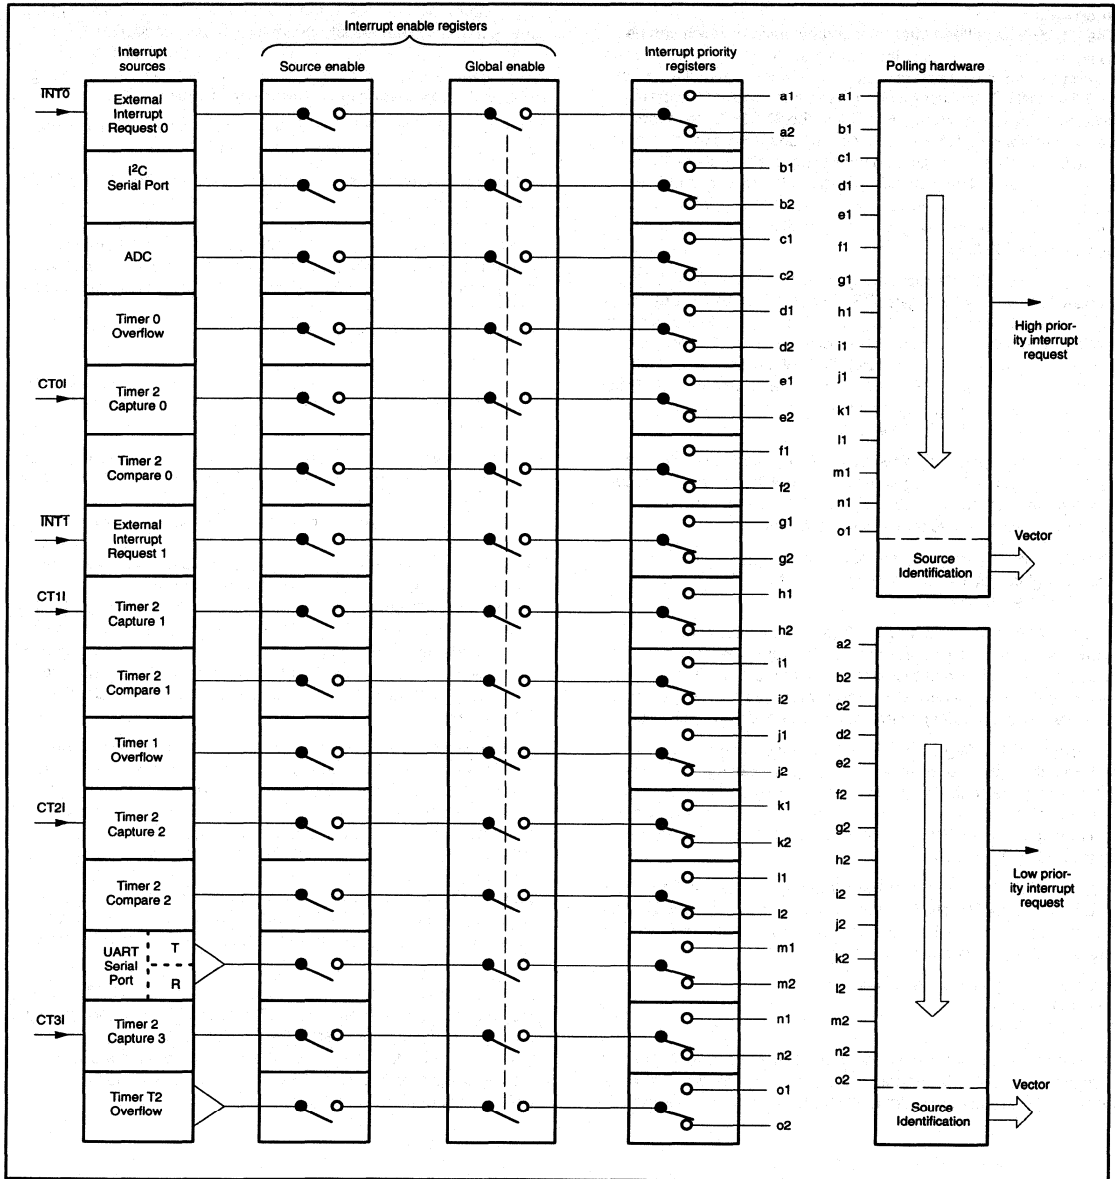 Interrupt enable registers
Interrupt
sources
Source enable
Global enable
Interrupt priority
registers
Polling hardware
INT0
External
Interrupt
Request 0
a1
a2
I²C
Serial Port
b1
b2
ADC
c1
c2
Timer 0
Overflow
d1
d2
CT0I
Timer 2
Capture 0
e1
e2
Timer 2
Compare 0
f1
f2
INT1
External
Interrupt
Request 1
g1
g2
CT1I
Timer 2
Capture 1
h1
h2
Timer 2
Compare 1
i1
i2
Timer 1
Overflow
j1
j2
CT2I
Timer 2
Capture 2
k1
k2
Timer 2
Compare 2
l1
l2
UART
Serial
Port
T
R
m1
m2
CT3I
Timer 2
Capture 3
n1
n2
Timer T2
Overflow
o1
o2
a1
b1
c1
d1
e1
f1
g1
h1
i1
j1
k1
l1
m1
n1
o1
High prior-
ity interrupt
request
Source
Identification
Vector
a2
b2
c2
d2
e2
f2
g2
h2
i2
j2
k2
l2
m2
n2
o2
Low prior-
ity interrupt
request
Source
Identification
Vector